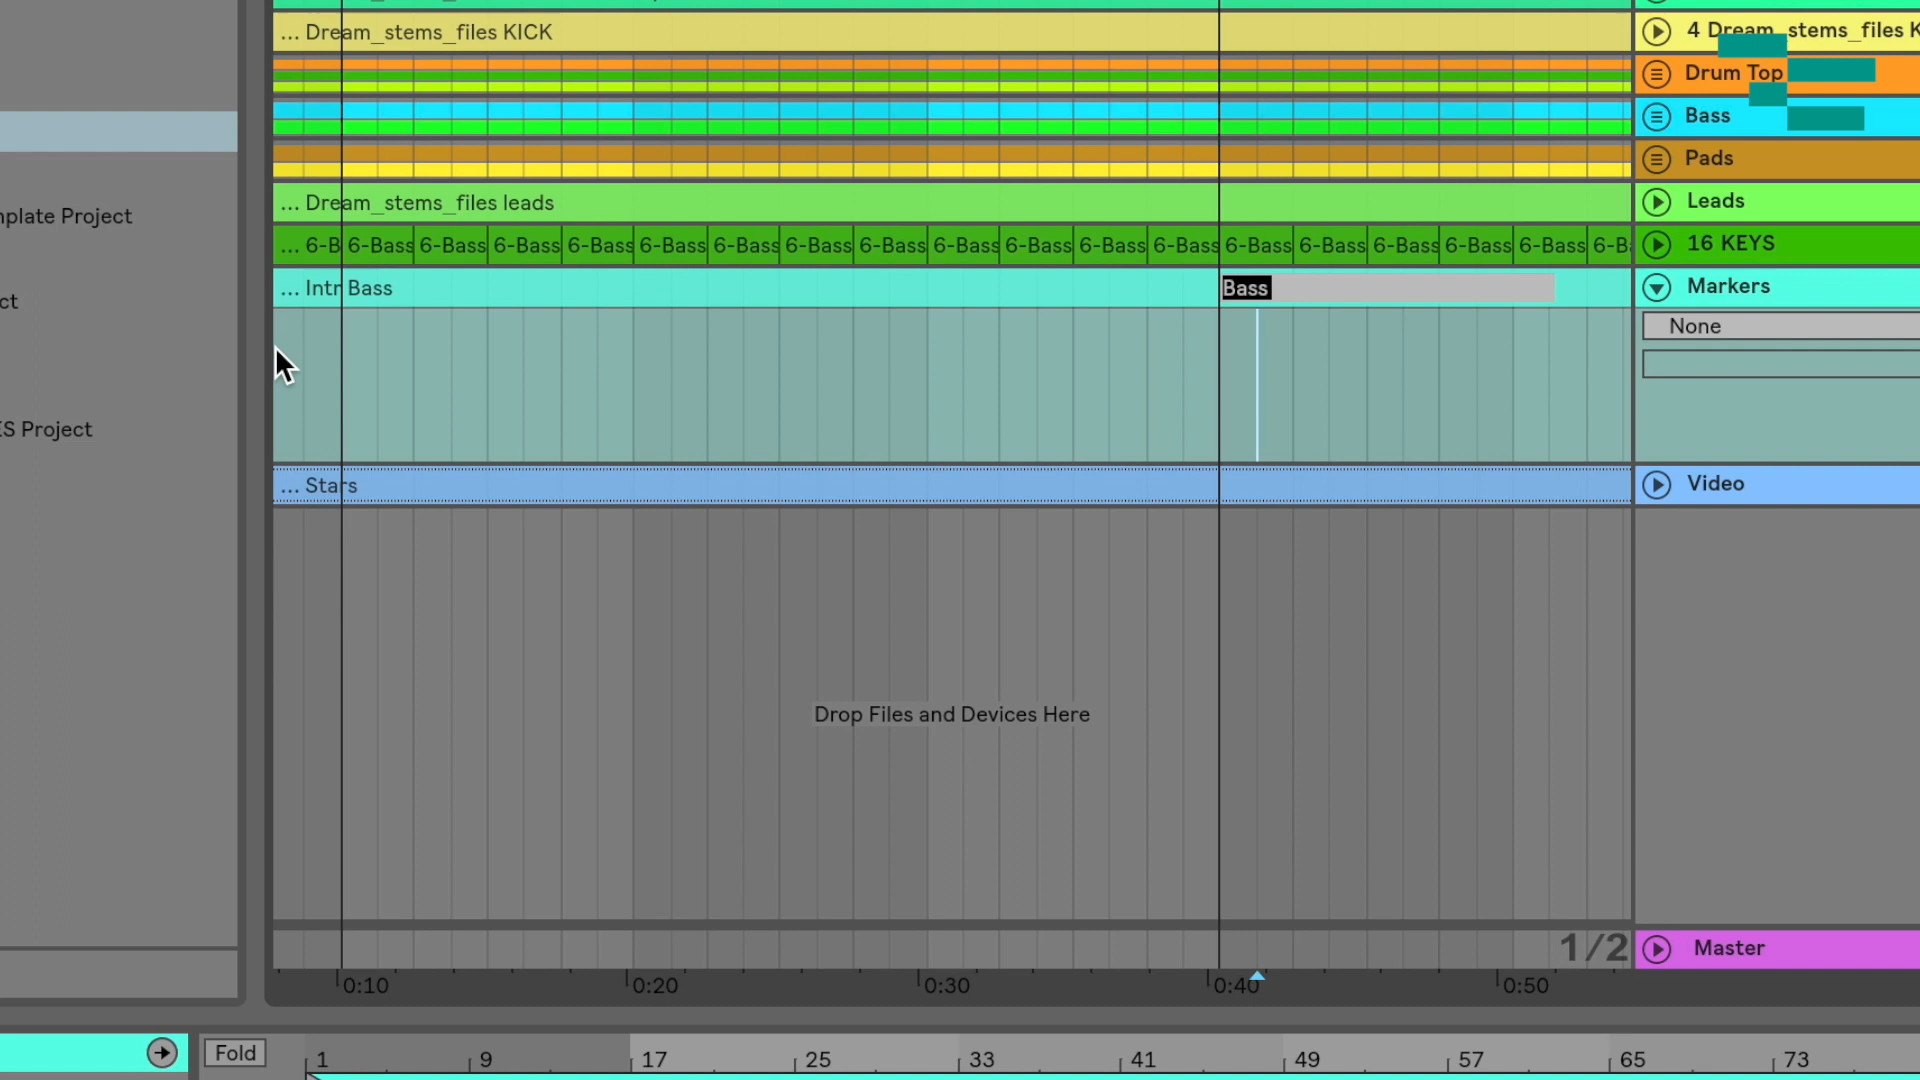 ... Dream_stems_files KICK
4 Dream_stems_files K
Drum Top
Bass
Pads
nplate Project
... Dream_stems_files leads
Leads
... 6-B 6-Bass 6-Bass 6-Bass 6-Bass 6-Bass 6-Bass 6-Bass 6-Bass 6-Bass 6-Bass 6-Bass 6-Bass 6-Bass 6-Bass 6-Bass 6-Bass 6-Bass 6-B
16 KEYS
... Intr Bass
Bass
Markers
ct
None
ES Project
... Stars
Video
Drop Files and Devices Here
1/2
Master
0:10 0:20 0:30 0:40 0:50
Fold
1 9 17 25 33 41 49 57 65 73